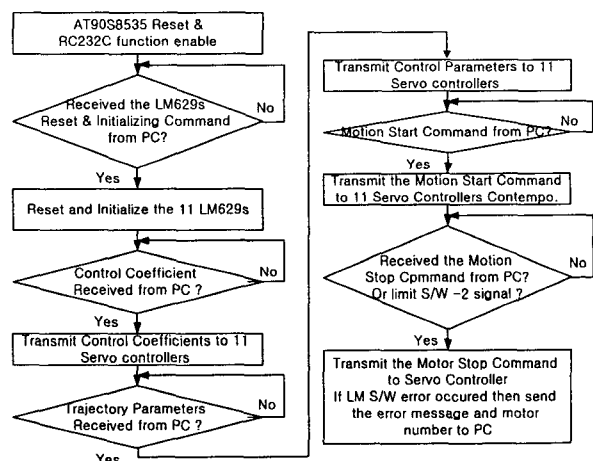 AT90S8535 Reset &
RC232C function enable
Received the LM629s
Reset & Initializing Command
from PC?
No
Yes
Reset and Initialize the 11 LM629s
Control Coefficient
Received from PC ?
No
Yes
Transmit Control Coefficients to 11
Servo controllers
Trajectory Parameters
Received from PC ?
No
Yes
Transmit Control Parameters to 11
Servo controllers
Motion Start Command from PC?
No
Yes
Transmit the Motion Start Command
to 11 Servo Controllers Contempo.
Received the Motion
Stop Cpmmand from PC?
Or limit S/W -2 signal ?
No
Yes
Transmit the Motor Stop Command
to Servo Controller
If LM S/W error occured then send
the error message and motor
number to PC